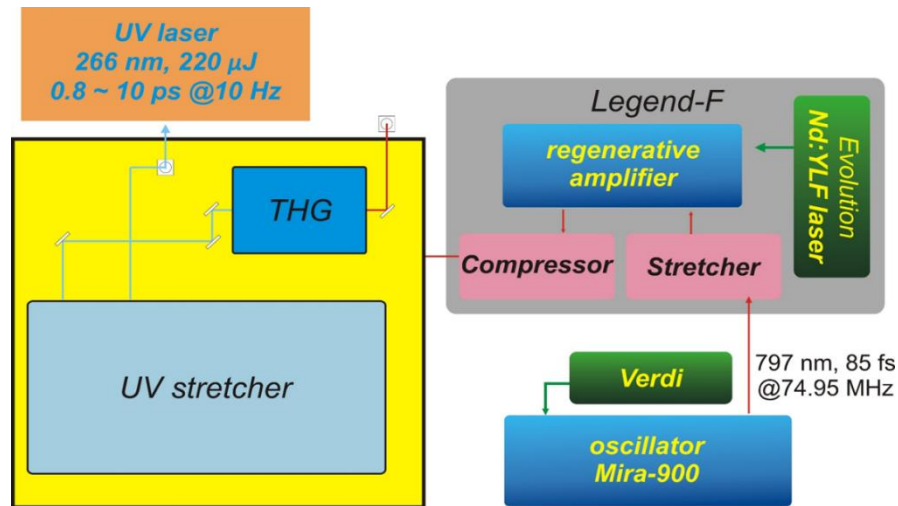 UV laser
266 nm, 220 μJ
0.8 ~ 10 ps @10 Hz
THG
UV stretcher
Legend-F
regenerative
amplifier
Evolution
Nd:YLF laser
Compressor
Stretcher
797 nm, 85 fs
@74.95 MHz
Verdi
oscillator
Mira-900